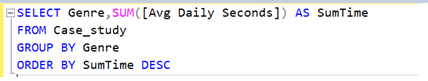 SELECT Genre,SUM([Avg Daily Seconds]) AS SumTime
FROM Case_study
GROUP BY Genre
ORDER BY SumTime DESC